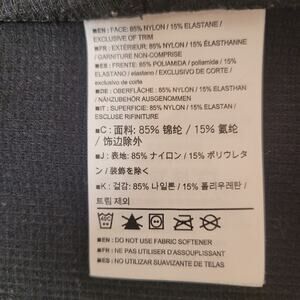 ■EN : FACE: 85% NYLON / 15% ELASTANE /
EXCLUSIVE OF TRIM
■FR : EXTÉRIEUR: 85% NYLON / 15% ÉLASTHANNE
/ GARNITURE NON-COMPRISE
■ES : FRENTE: 85% POLIAMIDA / poliamida / 15%
ELASTANO / elastano / EXCLUSIVO DE CORTE /
exclusivo de corte
■DE : OBERFLÄCHE: 85% NYLON / 15% ELASTHAN
/ NÄHZUBEHÖR AUSGENOMMEN
■IT : SUPERFICIE: 85% NYLON / 15% ELASTAN /
ESCLUSE RIFINITURE
■C : 面料: 85% 锦纶 / 15% 氨纶
/ 饰边除外
■J : 表地: 85% ナイロン / 15% ポリウレタ
ン / 装飾を除く
■K : 겉감: 85% 나일론 / 15% 폴리우레탄 /
트림 제외
40C
■EN : DO NOT USE FABRIC SOFTENER
■FR : NE PAS UTILISER D'ASSOUPLISSANT
■ES : NO UTILIZAR SUAVIZANTE DE TELAS